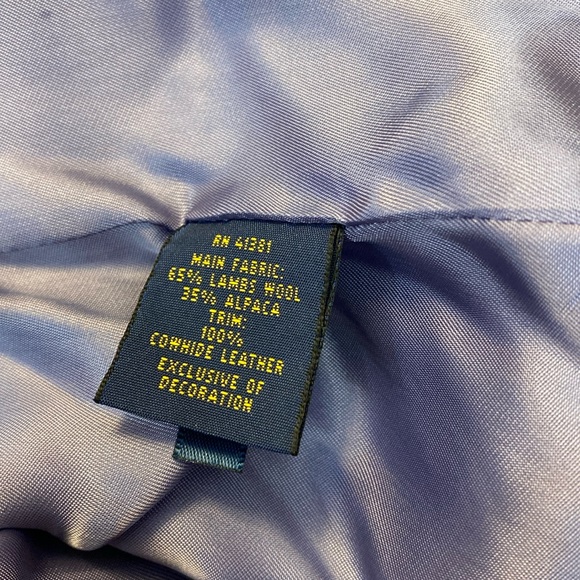 RN 41381
MAIN FABRIC:
65% LAMBS WOOL
35% ALPACA
TRIM:
100%
COWHIDE LEATHER
EXCLUSIVE OF
DECORATION